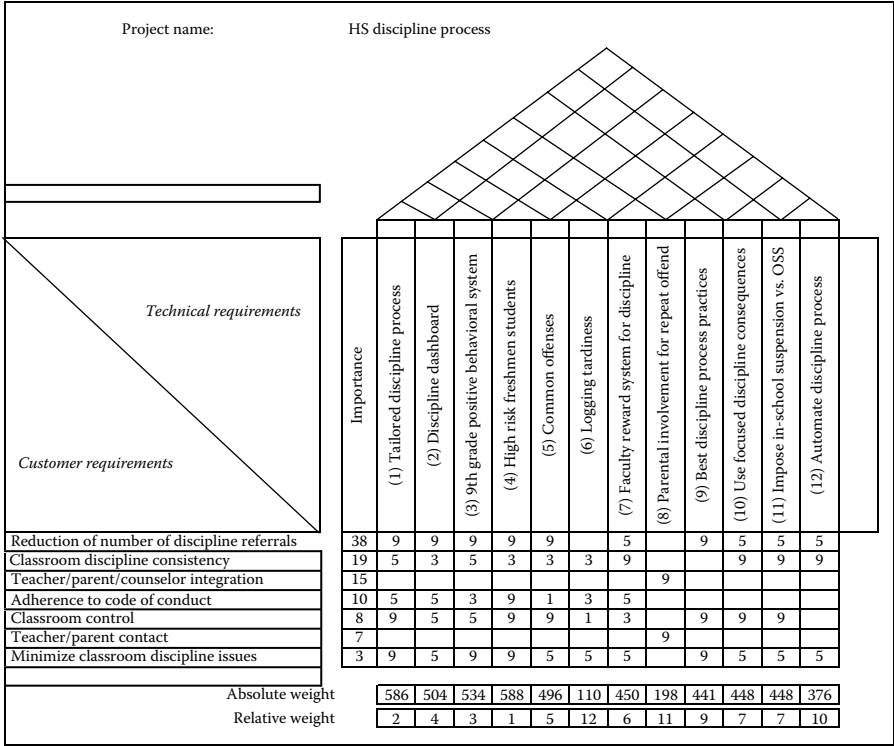 Project name: HS discipline process
Technical requirements
Customer requirements
Importance
(1) Tailored discipline process
(2) Discipline dashboard
(3) 9th grade positive behavioral system
(4) High risk freshmen students
(5) Common offenses
(6) Logging tardiness
(7) Faculty reward system for discipline
(8) Parental involvement for repeat offend
(9) Best discipline process practices
(10) Use focused discipline consequences
(11) Impose in-school suspension vs. OSS
(12) Automate discipline process
Reduction of number of discipline referrals 38 9 9 9 9 9 5 9 5 5 5
Classroom discipline consistency 19 5 3 5 3 3 3 9 9 9 9
Teacher/parent/counselor integration 15 9
Adherence to code of conduct 10 5 5 3 9 1 3 5
Classroom control 8 9 5 5 9 9 1 3 9 9 9
Teacher/parent contact 7 9
Minimize classroom discipline issues 3 9 5 9 9 5 5 5 9 5 5 5
Absolute weight 586 504 534 588 496 110 450 198 441 448 448 376
Relative weight 2 4 3 1 5 12 6 11 9 7 7 10